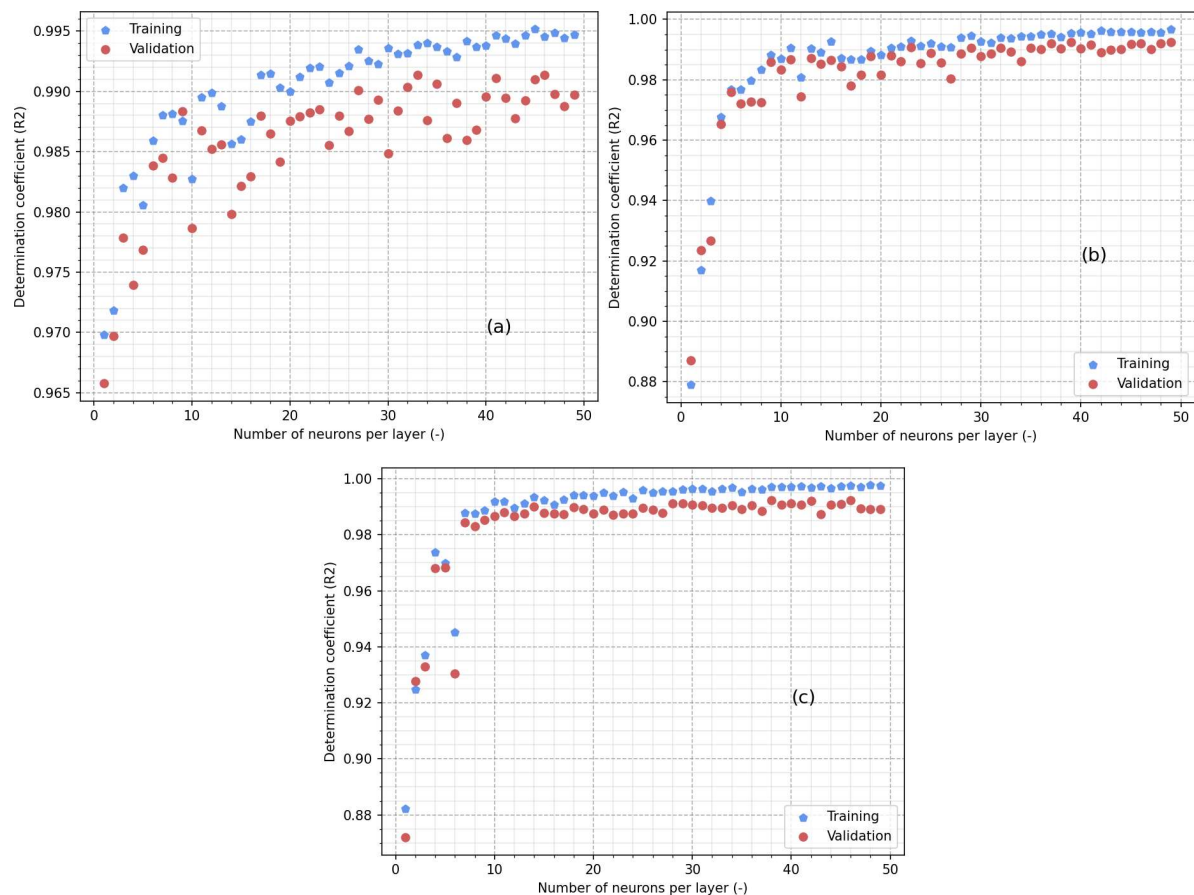 Training
Validation
Determination coefficient (R2)
0.995
0.990
0.985
0.980
0.975
0.970
0.965
(a)
0 10 20 30 40 50
Number of neurons per layer (-)
Determination coefficient (R2)
1.00
0.98
0.96
0.94
0.92
0.90
0.88
(b)
Training
Validation
0 10 20 30 40 50
Number of neurons per layer (-)
Determination coefficient (R2)
1.00
0.98
0.96
0.94
0.92
0.90
0.88
(c)
Training
Validation
0 10 20 30 40 50
Number of neurons per layer (-)